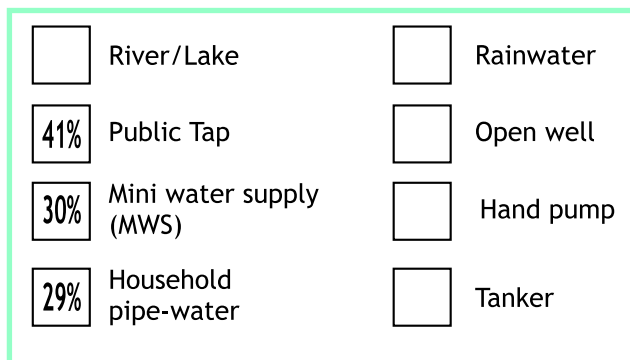 River/Lake
Rainwater
41% Public Tap
Open well
30% Mini water supply
(MWS)
Hand pump
29% Household
pipe-water
Tanker